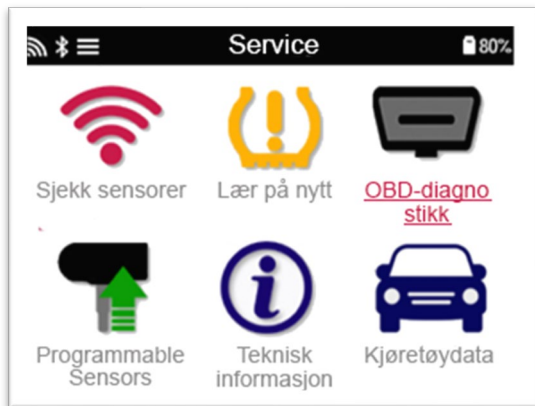 Service
80%
Sjekk sensorer
Lær på nytt
OBD-diagno
stikk
Programmable
Sensors
Teknisk
informasjon
Kjøretøydata